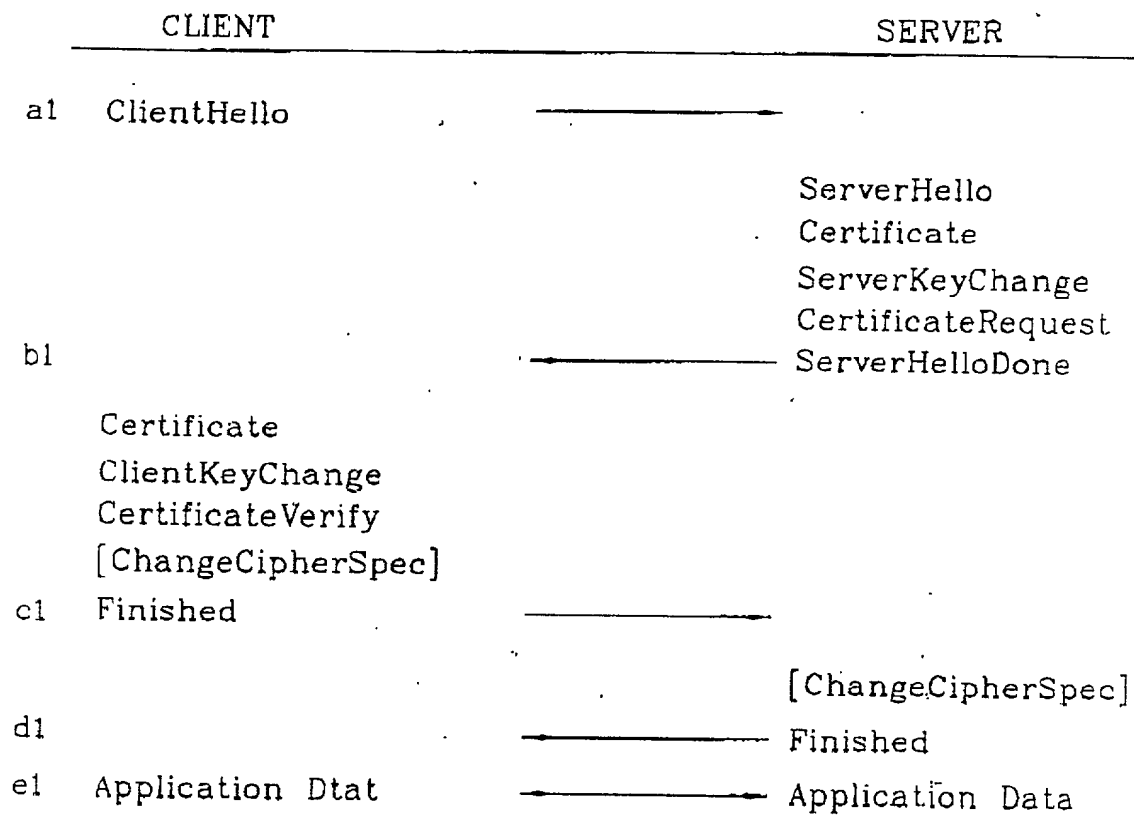 CLIENT SERVER
a1 ClientHello
ServerHello
Certificate
ServerKeyChange
CertificateRequest
b1 ServerHelloDone
Certificate
ClientKeyChange
CertificateVerify
[ChangeCipherSpec]
c1 Finished
[ChangeCipherSpec]
d1 Finished
e1 Application Dtat Application Data